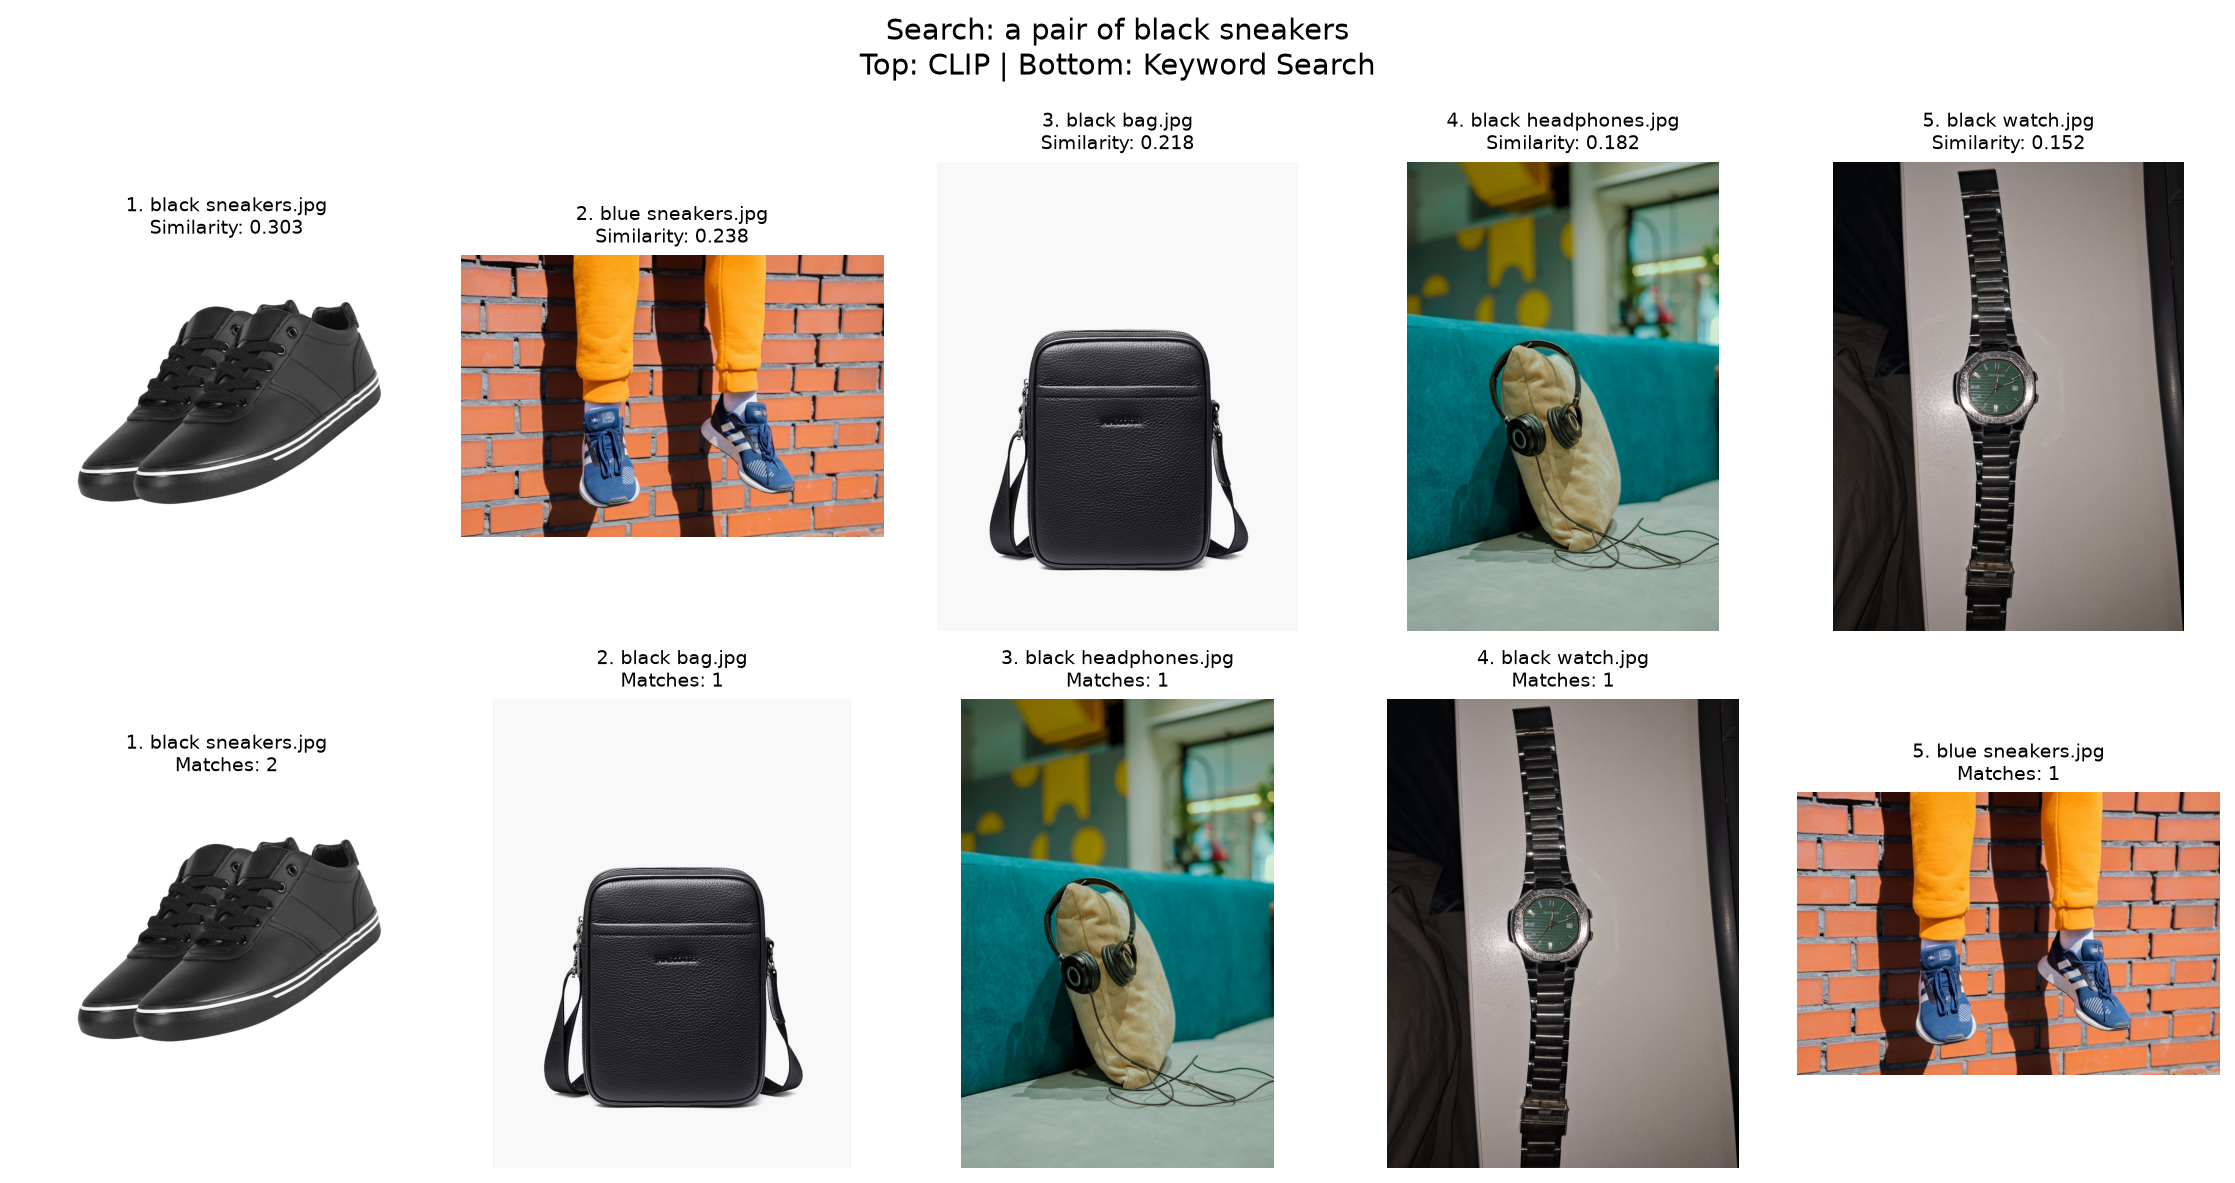 Search: a pair of black sneakers
Top: CLIP | Bottom: Keyword Search
1. black sneakers.jpg
Similarity: 0.303
2. blue sneakers.jpg
Similarity: 0.238
3. black bag.jpg
Similarity: 0.218
4. black headphones.jpg
Similarity: 0.182
5. black watch.jpg
Similarity: 0.152
1. black sneakers.jpg
Matches: 2
2. black bag.jpg
Matches: 1
3. black headphones.jpg
Matches: 1
4. black watch.jpg
Matches: 1
5. blue sneakers.jpg
Matches: 1